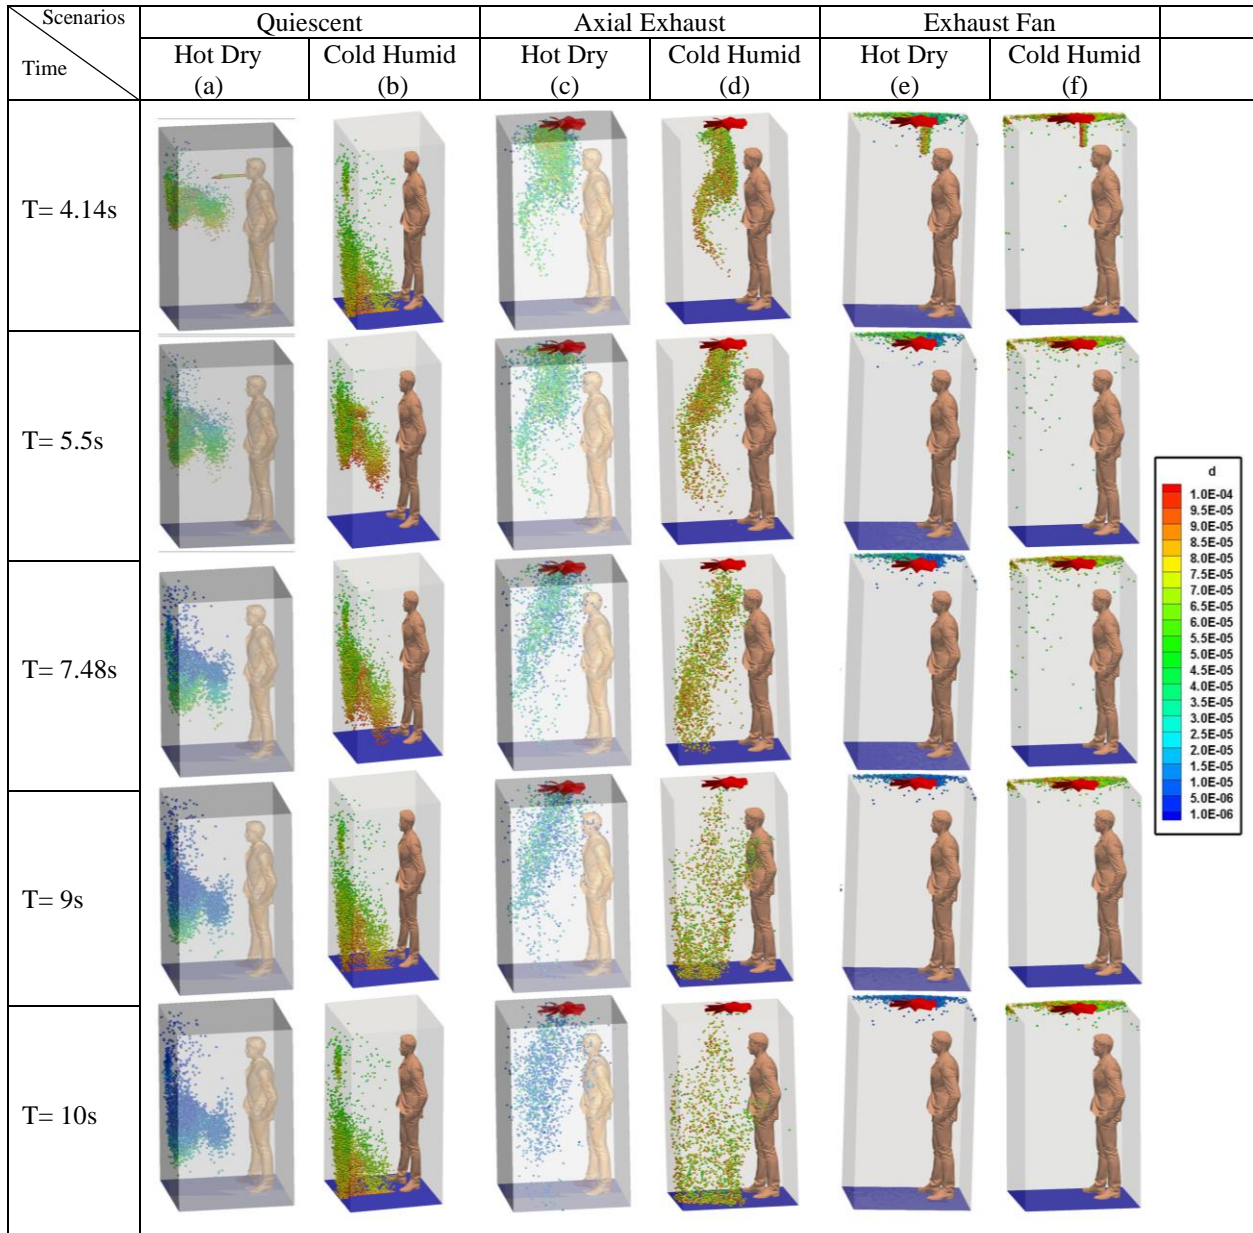 Scenarios
Time
Quiescent
Axial Exhaust
Exhaust Fan
Hot Dry
(a)
Cold Humid
(b)
Hot Dry
(c)
Cold Humid
(d)
Hot Dry
(e)
Cold Humid
(f)
T= 4.14s
T= 5.5s
T= 7.48s
T= 9s
T= 10s
d
1.0E-04
9.5E-05
9.0E-05
8.5E-05
8.0E-05
7.5E-05
7.0E-05
6.5E-05
6.0E-05
5.5E-05
5.0E-05
4.5E-05
4.0E-05
3.5E-05
3.0E-05
2.5E-05
2.0E-05
1.5E-05
1.0E-05
5.0E-06
1.0E-06